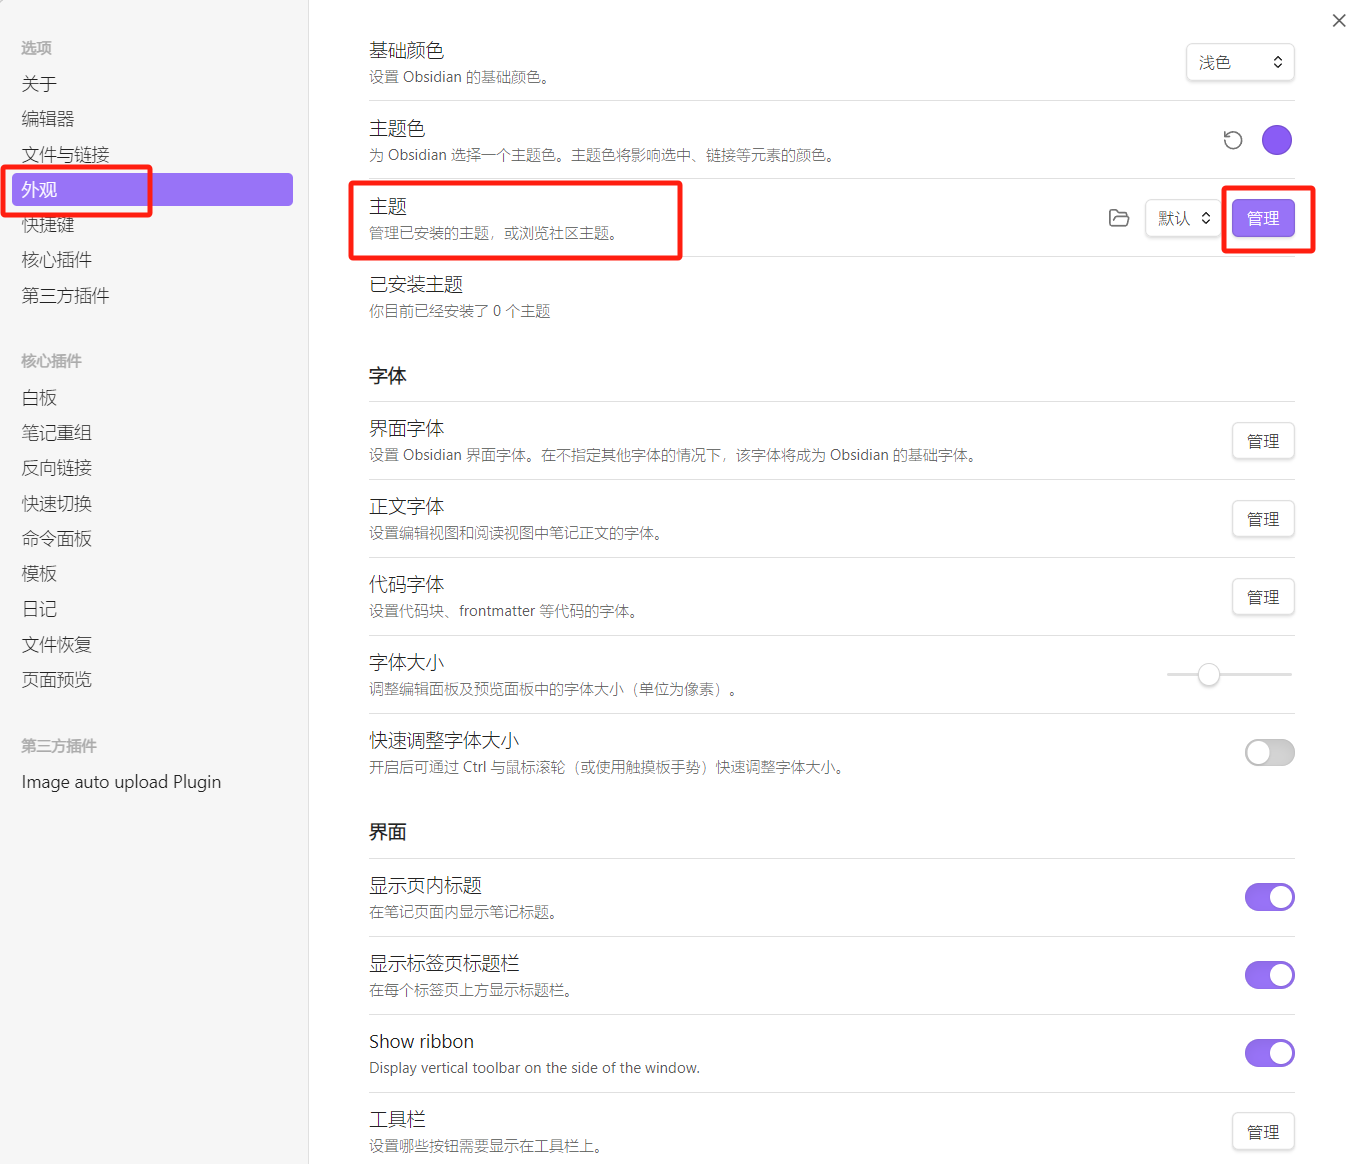 选项
关于
编辑器
文件与链接
外观
快捷键
核心插件
第三方插件
核心插件
白板
笔记重组
反向链接
快速切换
命令面板
模板
日记
文件恢复
页面预览
第三方插件
Image auto upload Plugin
基础颜色
设置 Obsidian 的基础颜色。
浅色
主题色
为 Obsidian 选择一个主题色。主题色将影响选中、链接等元素的颜色。
主题
管理已安装的主题，或浏览社区主题。
默认
管理
已安装主题
你目前已经安装了 0 个主题
字体
界面字体
设置 Obsidian 界面字体。在不指定其他字体的情况下，该字体将成为 Obsidian 的基础字体。
管理
正文字体
设置编辑视图和阅读视图中笔记正文的字体。
管理
代码字体
设置代码块、frontmatter 等代码的字体。
管理
字体大小
调整编辑面板及预览面板中的字体大小（单位为像素）。
快速调整字体大小
开启后可通过 Ctrl 与鼠标滚轮（或使用触摸板手势）快速调整字体大小。
界面
显示页内标题
在笔记页面内显示笔记标题。
显示标签页标题栏
在每个标签页上方显示标题栏。
Show ribbon
Display vertical toolbar on the side of the window.
工具栏
设置哪些按钮需要显示在工具栏上。
管理